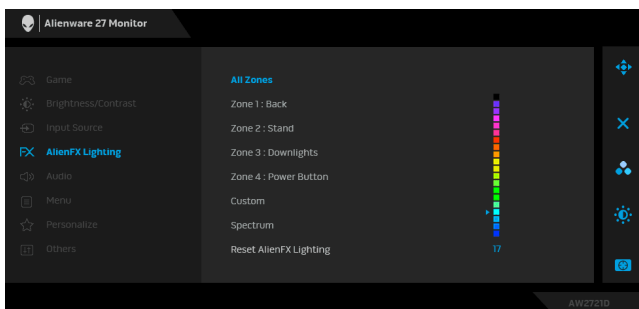 Alienware 27 Monitor
Game
Brightness/Contrast
Input Source
FX AlienFX Lighting
Audio
Menu
Personalize
Others
All Zones
Zone 1 : Back
Zone 2 : Stand
Zone 3 : Downlights
Zone 4 : Power Button
Custom
Spectrum
Reset AlienFX Lighting
17
AW2721D